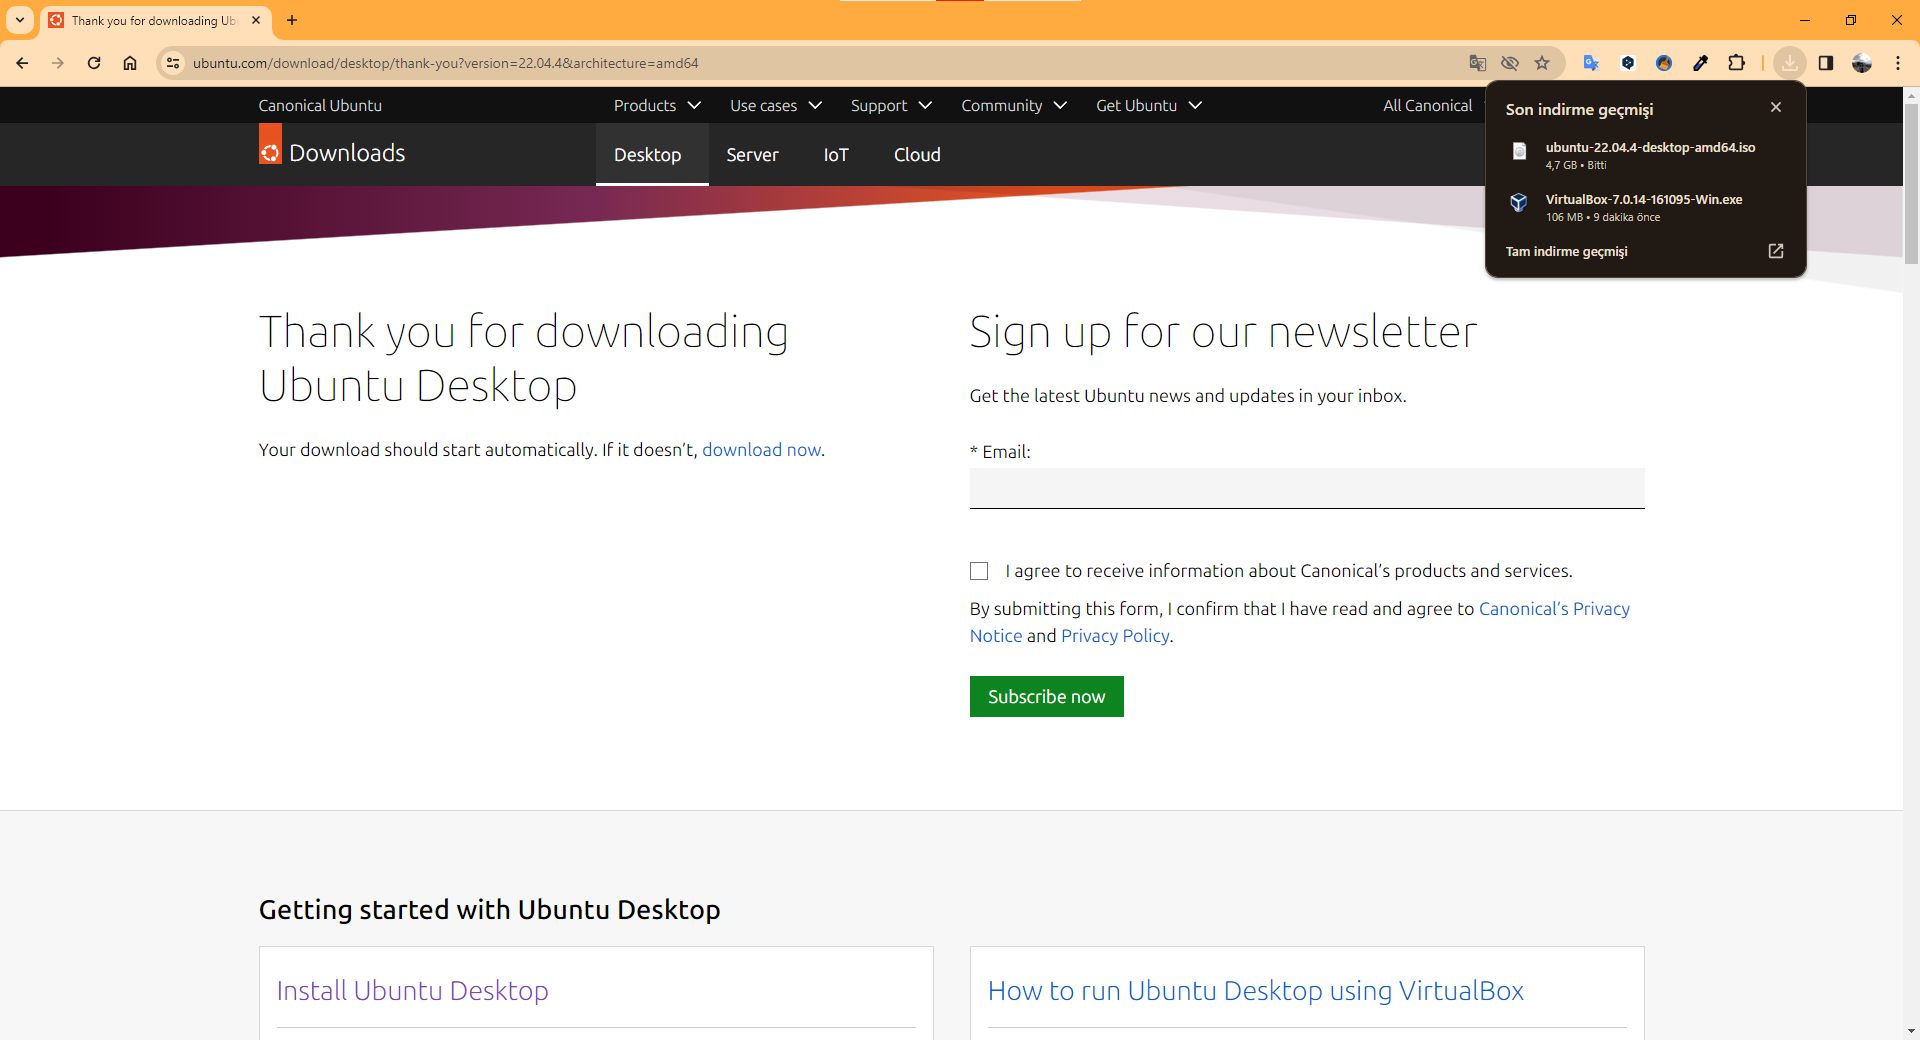 Thank you for downloading Ub
ubuntu.com/download/desktop/thank-you?version=22.04.4&architecture=amd64
Canonical Ubuntu
Products
Use cases
Support
Community
Get Ubuntu
All Canonical
Downloads
Desktop
Server
IoT
Cloud
Son indirme geçmişi
ubuntu-22.04.4-desktop-amd64.iso
4,7 GB • Bitti
VirtualBox-7.0.14-161095-Win.exe
106 MB • 9 dakika önce
Tam indirme geçmişi
Thank you for downloading
Ubuntu Desktop
Your download should start automatically. If it doesn’t, download now.
Sign up for our newsletter
Get the latest Ubuntu news and updates in your inbox.
* Email:
I agree to receive information about Canonical’s products and services.
By submitting this form, I confirm that I have read and agree to Canonical’s Privacy
Notice and Privacy Policy.
Subscribe now
Getting started with Ubuntu Desktop
Install Ubuntu Desktop
How to run Ubuntu Desktop using VirtualBox